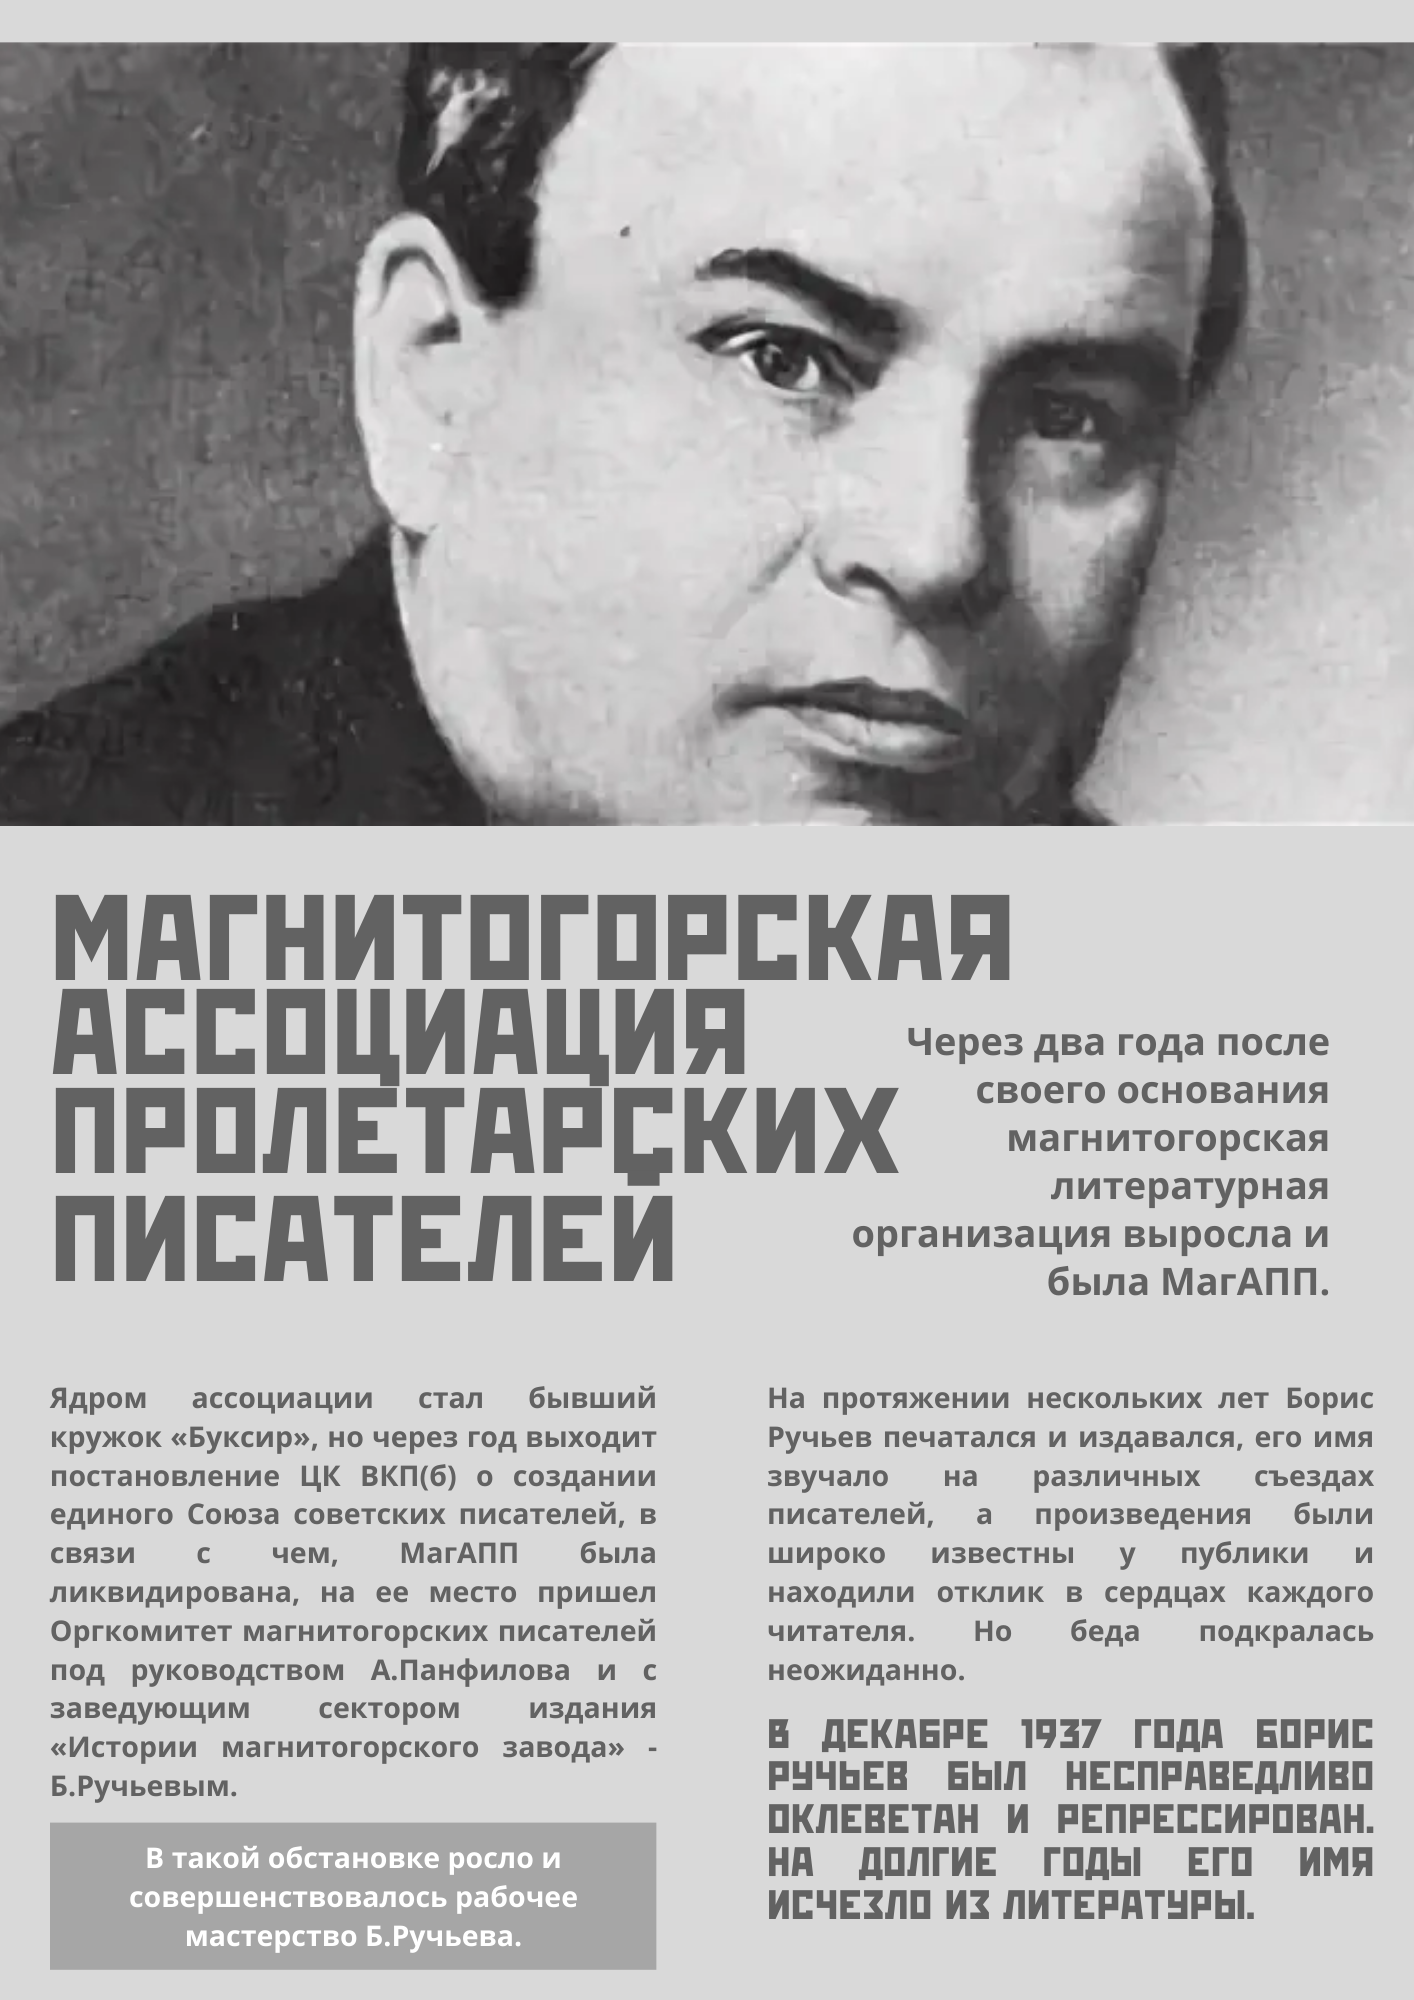 МАГНИТОГОРСКАЯ
АССОЦИАЦИЯ
ПРОЛЕТАРСКИХ
ПИСАТЕЛЕЙ
Через два года после
своего основания
магнитогорская
литературная
организация выросла и
была МагАПП.
Ядром ассоциации стал бывший
кружок «Буксир», но через год выходит
постановление ЦК ВКП(б) о создании
единого Союза советских писателей, в
связи с чем, МагАПП была
ликвидирована, на ее место пришел
Оргкомитет магнитогорских писателей
под руководством А.Панфилова и с
заведующим сектором издания
«Истории магнитогорского завода» -
Б.Ручьевым.
В такой обстановке росло и
совершенствовалось рабочее
мастерство Б.Ручьева.
На протяжении нескольких лет Борис
Ручьев печатался и издавался, его имя
звучало на различных съездах
писателей, а произведения были
широко известны у публики и
находили отклик в сердцах каждого
читателя. Но беда подкралась
неожиданно.
В ДЕКАБРЕ 1937 ГОДА БОРИС
РУЧЬЕВ БЫЛ НЕСПРАВЕДЛИВО
ОКЛЕВЕТАН И РЕПРЕССИРОВАН.
НА ДОЛГИЕ ГОДЫ ЕГО ИМЯ
ИСЧЕЗЛО ИЗ ЛИТЕРАТУРЫ.